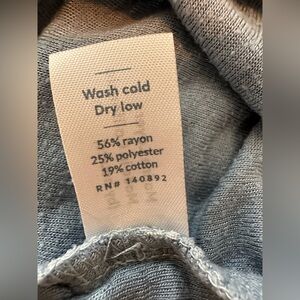 Wash cold
Dry low
56% rayon
25% polyester
19% cotton
RN# 140892